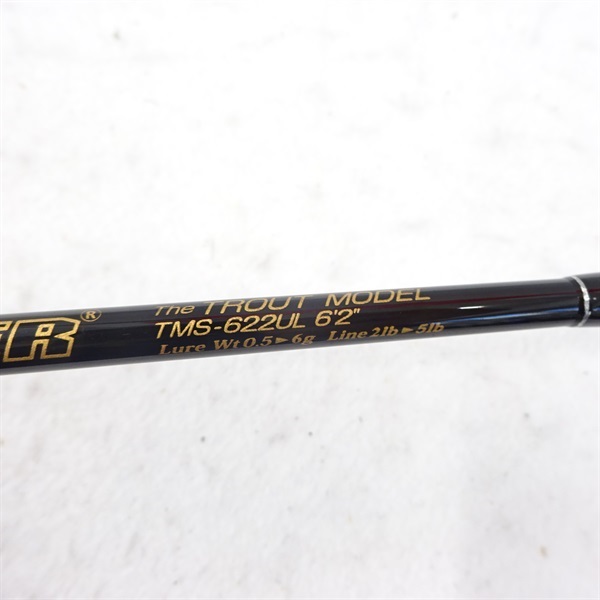 The TROUT MODEL
TMS-622UL 6'2"
Lure Wt 0.5►6g Line 2lb►5lb